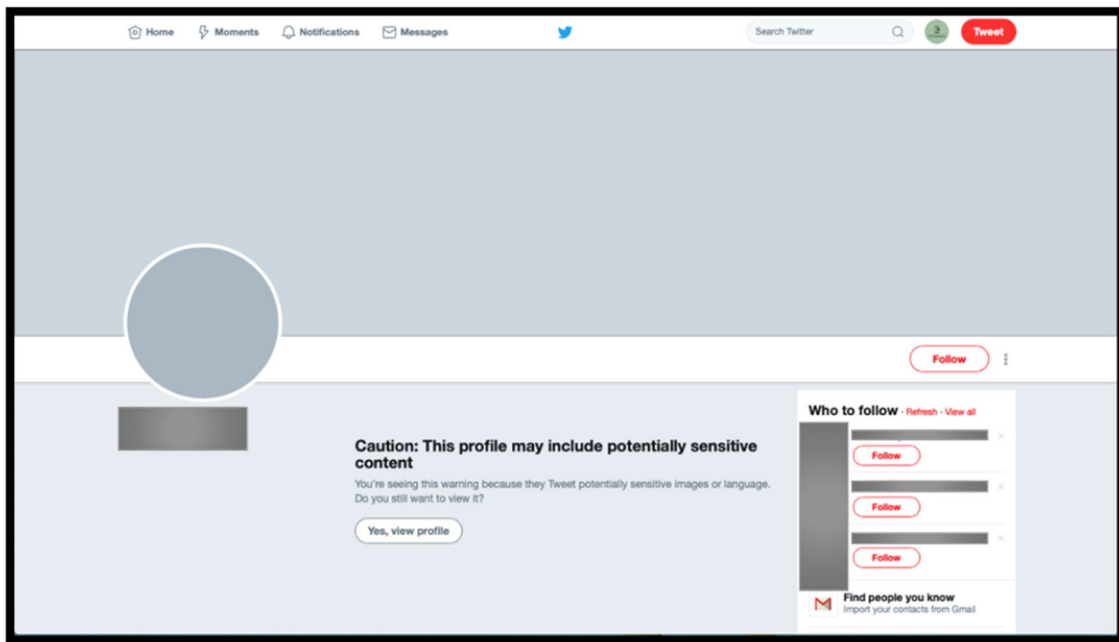 Home Moments Notifications Messages Search Twitter Tweet
Follow
Who to follow · Refresh · View all
Caution: This profile may include potentially sensitive
content
You're seeing this warning because they Tweet potentially sensitive images or language.
Do you still want to view it?
Yes, view profile
Follow
Follow
Follow
Find people you know
Import your contacts from Gmail